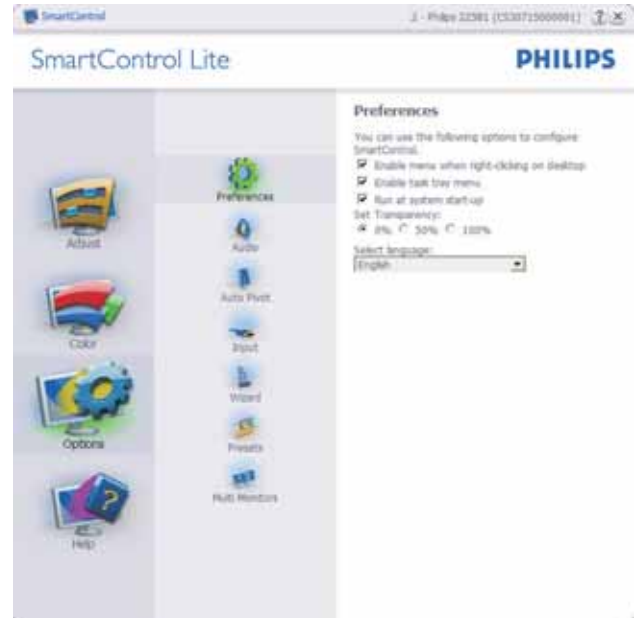 SmartControl
SmartControl Lite
PHILIPS
Adjust
Color
Options
Help
Preferences
Audio
Auto Pivot
Input
Wizard
Presets
Multi Monitors
Preferences
You can use the following options to configure
SmartControl.
Enable menu when right-clicking on desktop
Enable task tray menu
Run at system start-up
Set Transparency:
0% 50% 100%
Select language:
English